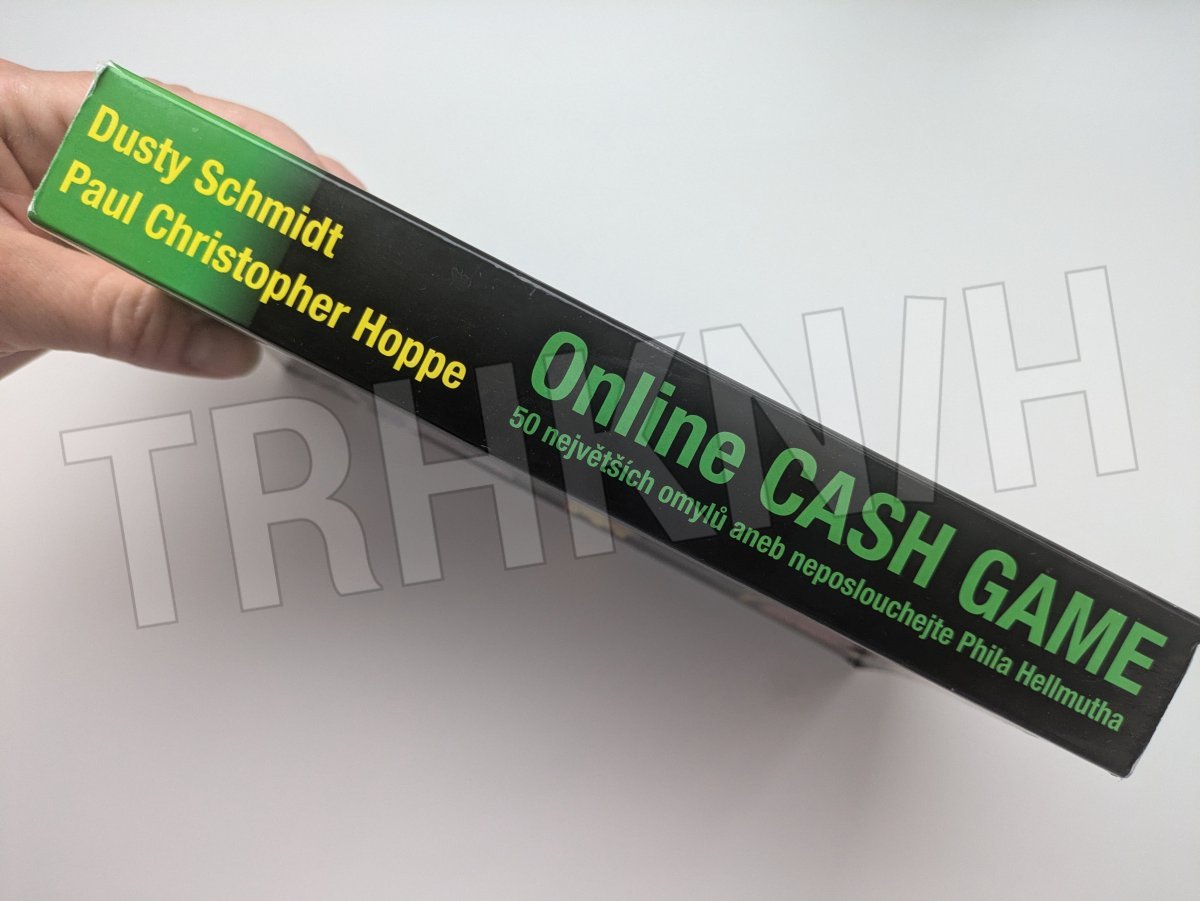 Dusty Schmidt
Paul Christopher Hoppe
Online CASH GAME
50 největších omylů aneb neposlouchejte Phila Hellmutha
TRHKNIH